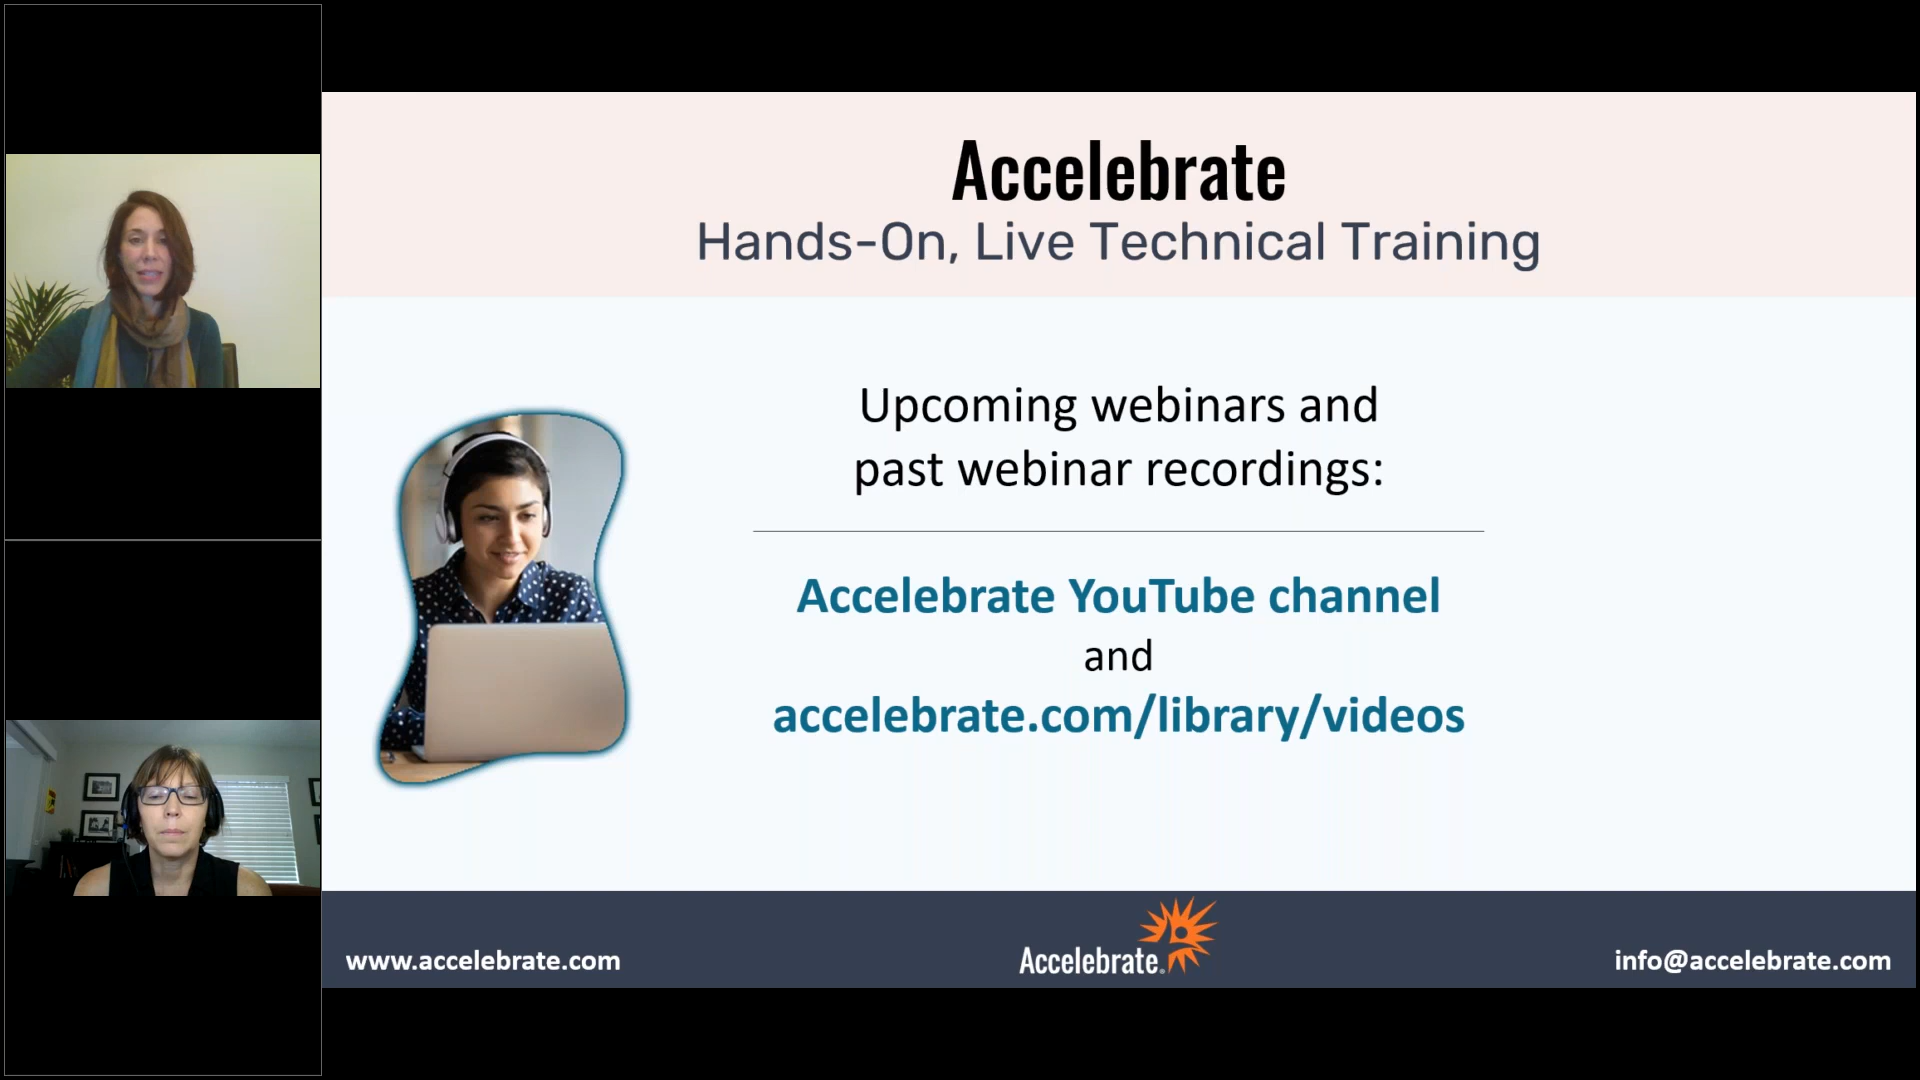 Accelebrate
Hands-On, Live Technical Training
Upcoming webinars and
past webinar recordings:
Accelebrate YouTube channel
and
accelebrate.com/library/videos
www.accelebrate.com
Accelebrate®
info@accelebrate.com